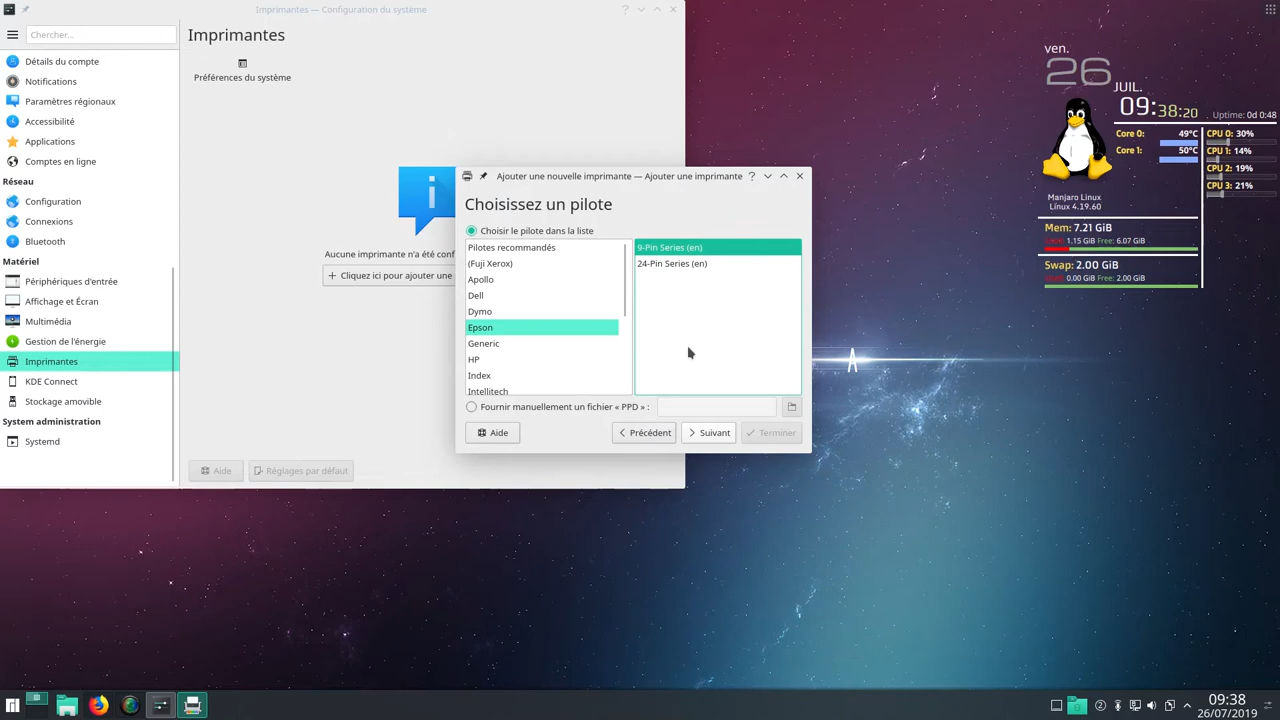 Imprimantes — Configuration du système
Chercher...
Imprimantes
Préférences du système
Détails du compte
Notifications
Paramètres régionaux
Accessibilité
Applications
Comptes en ligne
Réseau
Configuration
Connexions
Bluetooth
Matériel
Périphériques d'entrée
Affichage et Écran
Multimédia
Gestion de l'énergie
Imprimantes
KDE Connect
Stockage amovible
System administration
Systemd
Aucune imprimante n'a été conf
Cliquez ici pour ajouter une
Aide
Réglages par défaut
Ajouter une nouvelle imprimante — Ajouter une imprimante
Choisissez un pilote
Choisir le pilote dans la liste
Pilotes recommandés
(Fuji Xerox)
Apollo
Dell
Dymo
Epson
Generic
HP
Index
Intellitech
9-Pin Series (en)
24-Pin Series (en)
Fournir manuellement un fichier « PPD » :
Aide
Précédent
Suivant
Terminer
ven.
26
JUIL.
09:38:20
Uptime: 0d 0:48
Core 0: 49°C
Core 1: 50°C
CPU 0: 30%
CPU 1: 14%
CPU 2: 19%
CPU 3: 21%
Manjaro Linux
Linux 4.19.60
Mem: 7.21 GiB
1.15 GiB Free: 6.07 GiB
Swap: 2.00 GiB
0.00 GiB Free: 2.00 GiB
09:38
26/07/2019